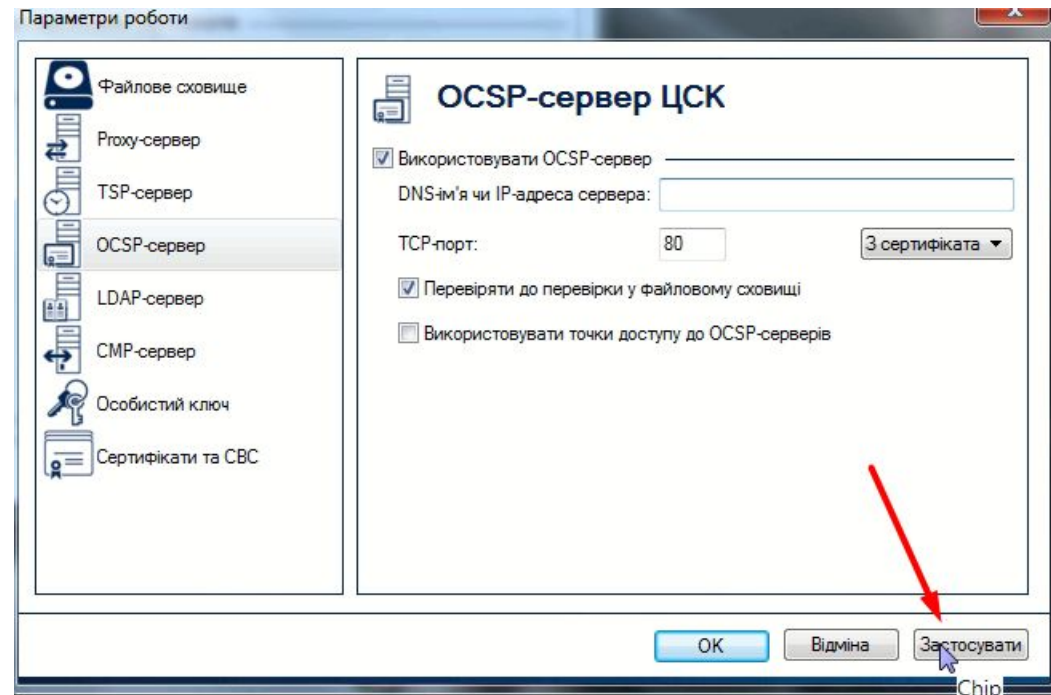 Параметри роботи
Файлове сховище
Proxy-сервер
TSP-сервер
OCSP-сервер
LDAP-сервер
CMP-сервер
Особистий ключ
Сертифікати та СВС
OCSP-сервер ЦСК
Використовувати OCSP-сервер
DNS-ім'я чи IP-адреса сервера:
TCP-порт: 80 З сертифіката
Перевіряти до перевірки у файловому сховищі
Використовувати точки доступу до OCSP-серверів
OK Відміна Застосувати
Chip